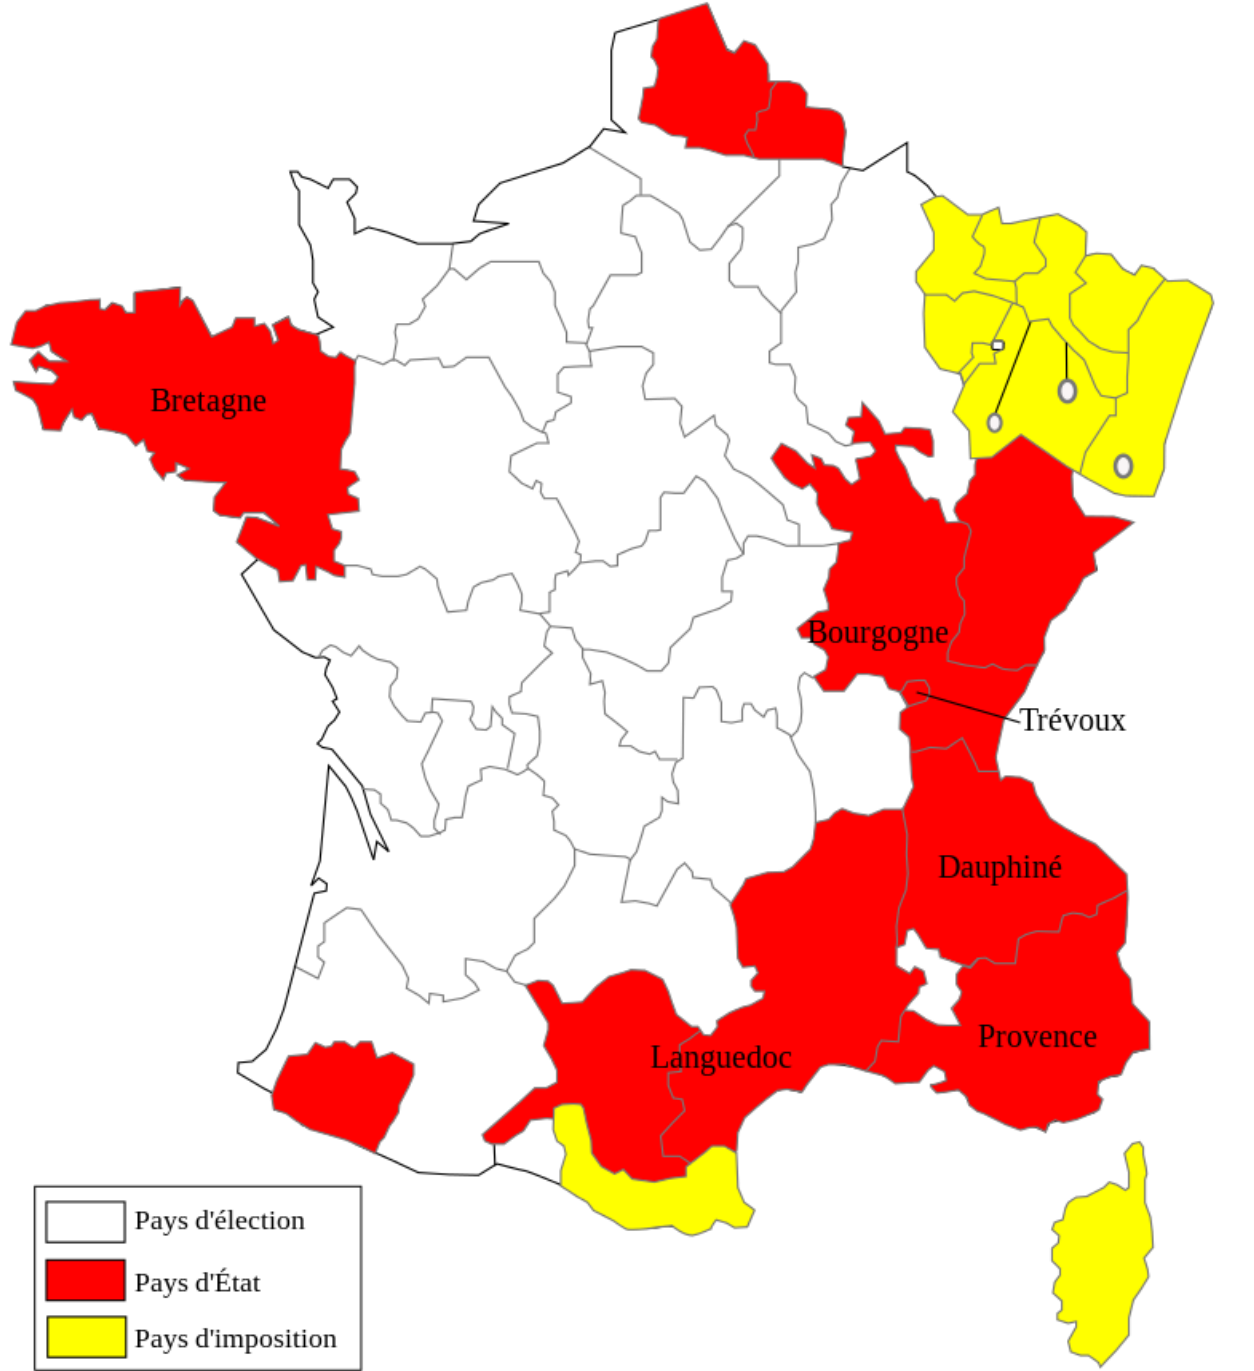 Bretagne
Bourgogne
Trévoux
Dauphiné
Provence
Languedoc
Pays d'élection
Pays d'État
Pays d'imposition